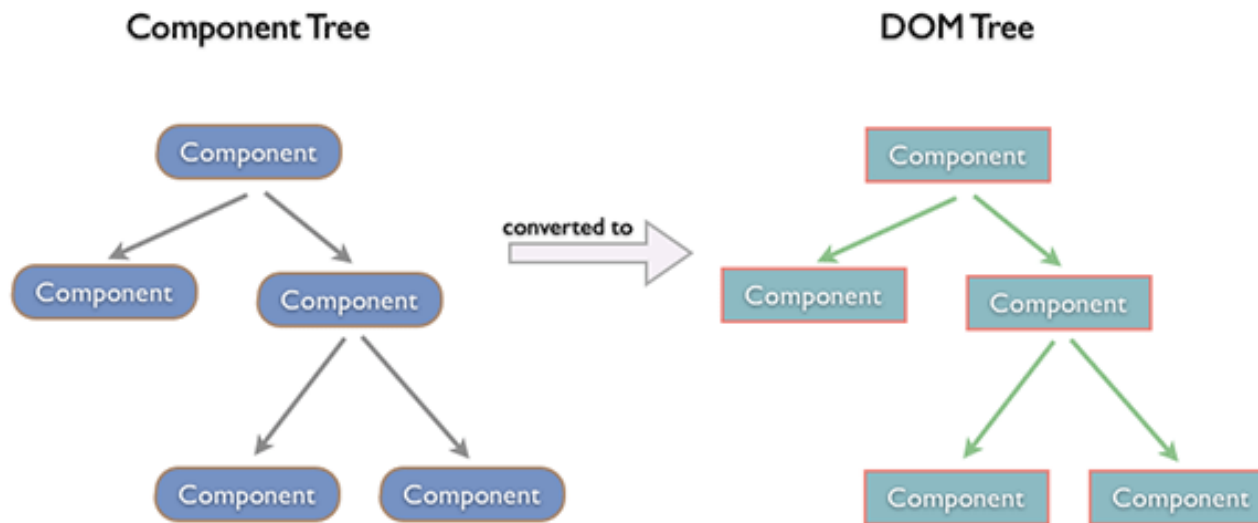 Component Tree
DOM Tree
Component
Component
converted to
Component
Component
Component
Component
Component
Component
Component
Component